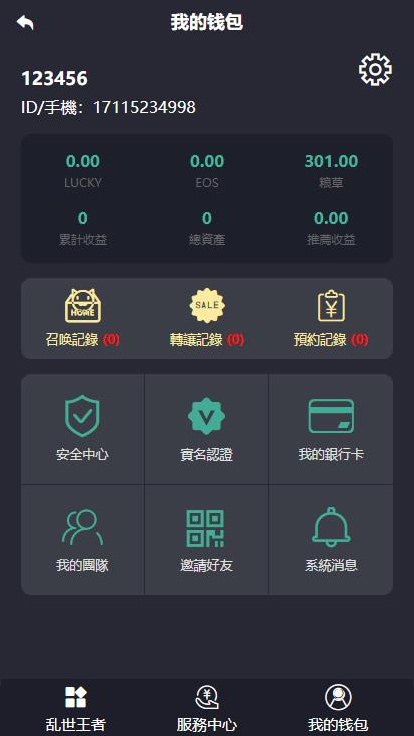 我的钱包
123456
ID/手機：17115234998
0.00 0.00 301.00
LUCKY EOS 粮草
0 0 0.00
累計收益 總資產 推薦收益
HOME SALE ¥
召唤記錄 (0) 轉讓記錄 (0) 預約記錄 (0)
安全中心 實名認證 我的銀行卡
我的團隊 邀請好友 系統消息
乱世王者 服務中心 我的钱包